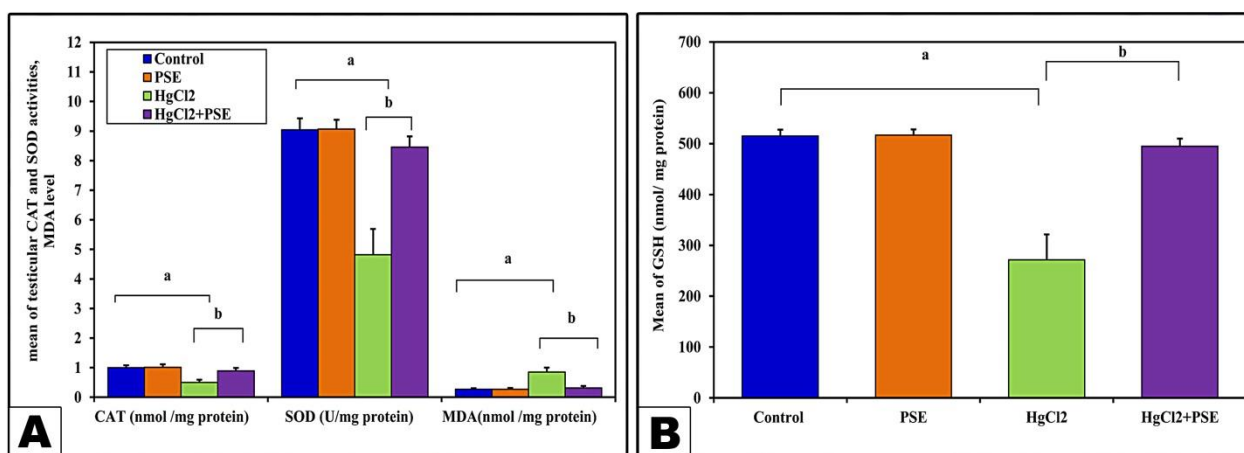 mean of testicular CAT and SOD activities,
MDA level
12
11
10
9
8
7
6
5
4
3
2
1
0
Control
PSE
HgCl2
HgCl2+PSE
a
b
a
b
a
b
CAT (nmol /mg protein)
SOD (U/mg protein)
MDA(nmol /mg protein)
A
Mean of GSH (nmol/ mg protein)
700
600
500
400
300
200
100
0
a
b
Control
PSE
HgCl2
HgCl2+PSE
B